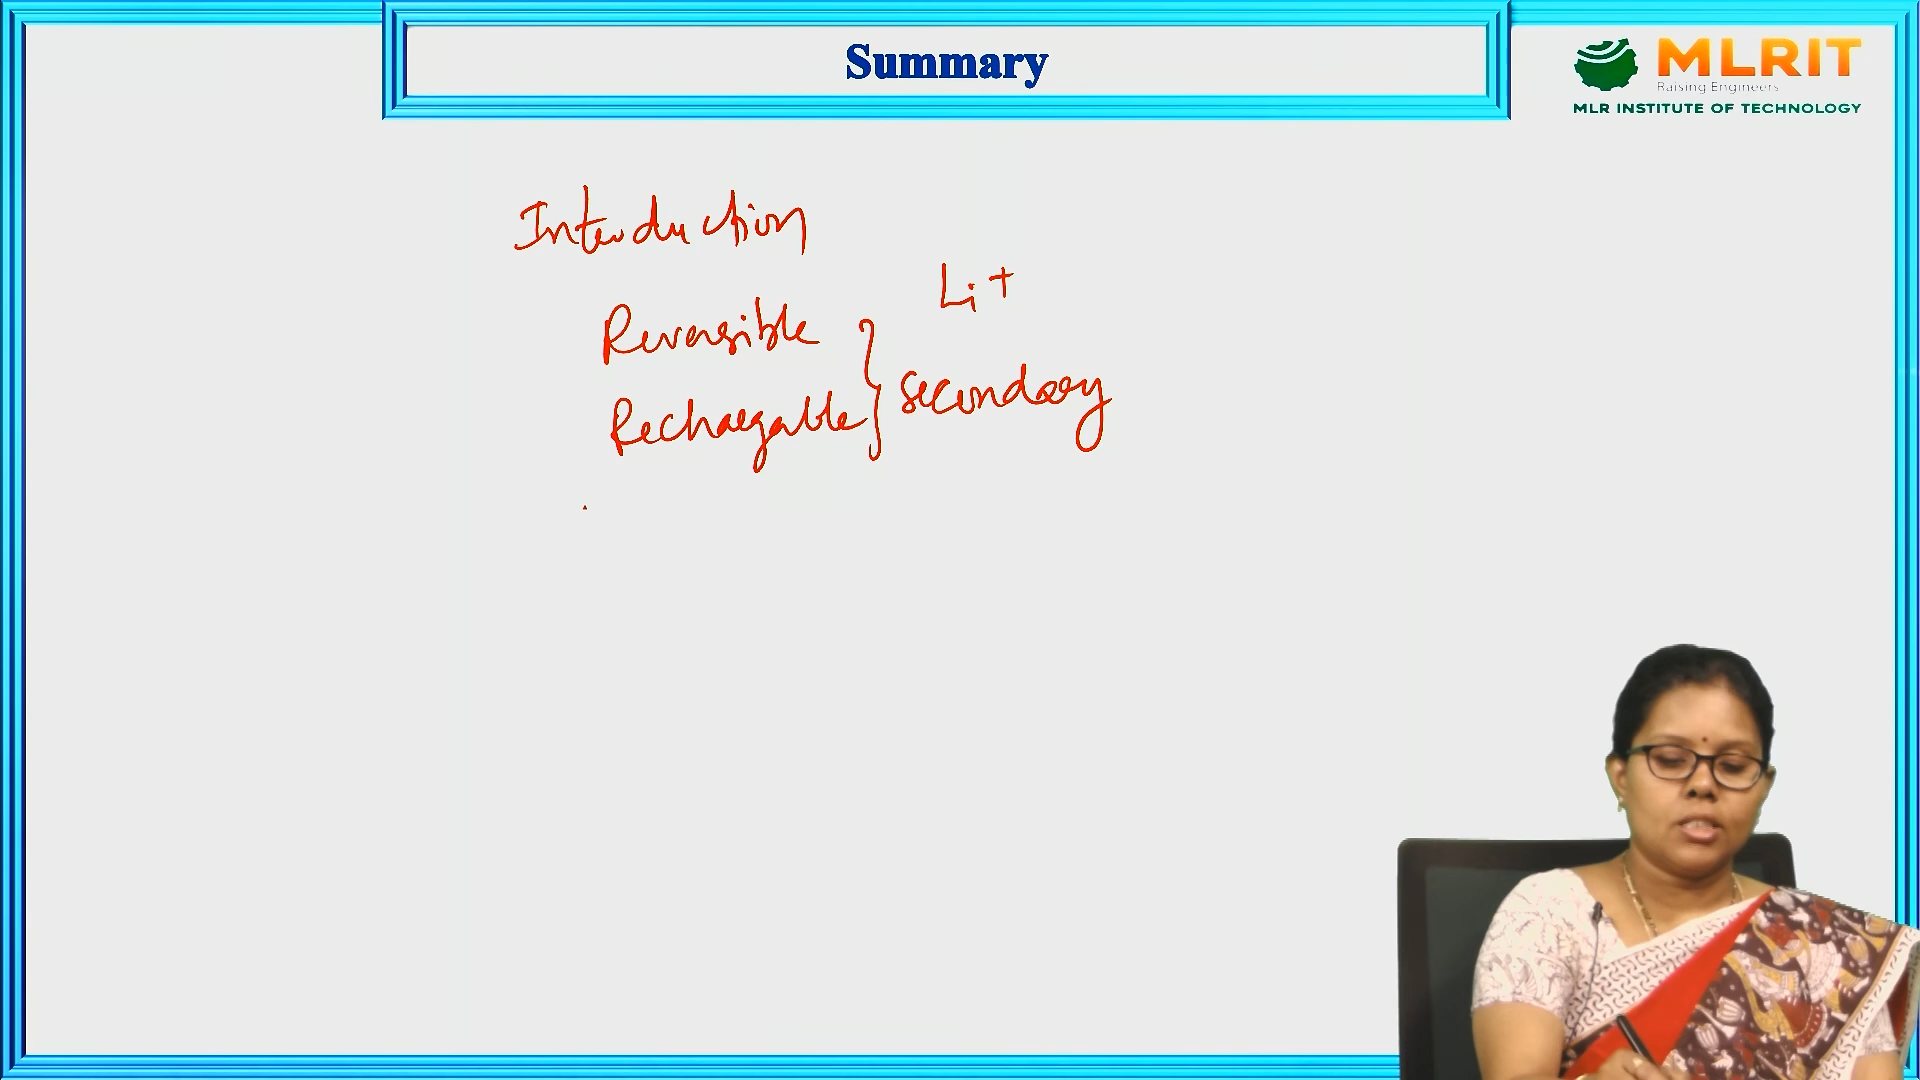 Summary
MLRIT
Raising Engineers
MLR INSTITUTE OF TECHNOLOGY
Introduction
Li +
Reversible
Rechargable
secondary